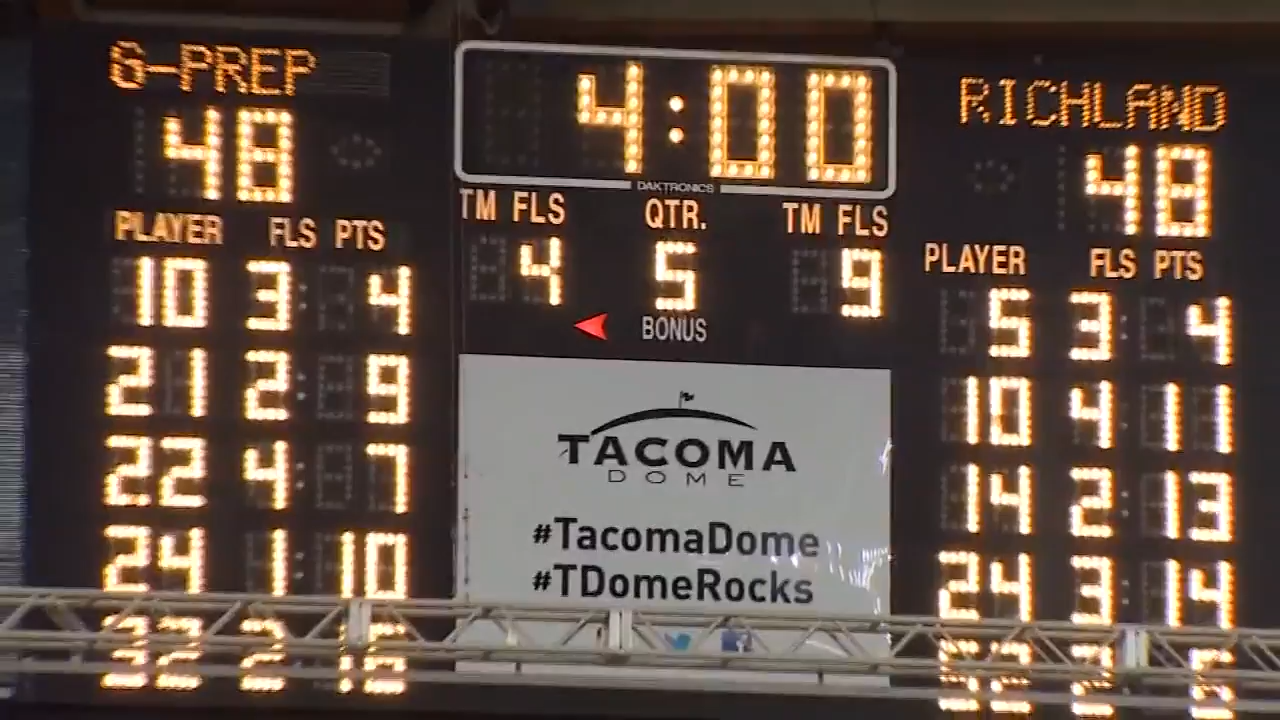 G-PREP
48
PLAYER FLS PTS
10 3 4
21 2 9
22 4 7
24 1 10
4:00
DAKTRONICS
TM FLS QTR. TM FLS
4 5 9
BONUS
TACOMA
DOME
#TacomaDome
#TDomeRocks
RICHLAND
48
PLAYER FLS PTS
5 3 4
10 4 11
14 2 13
24 3 14